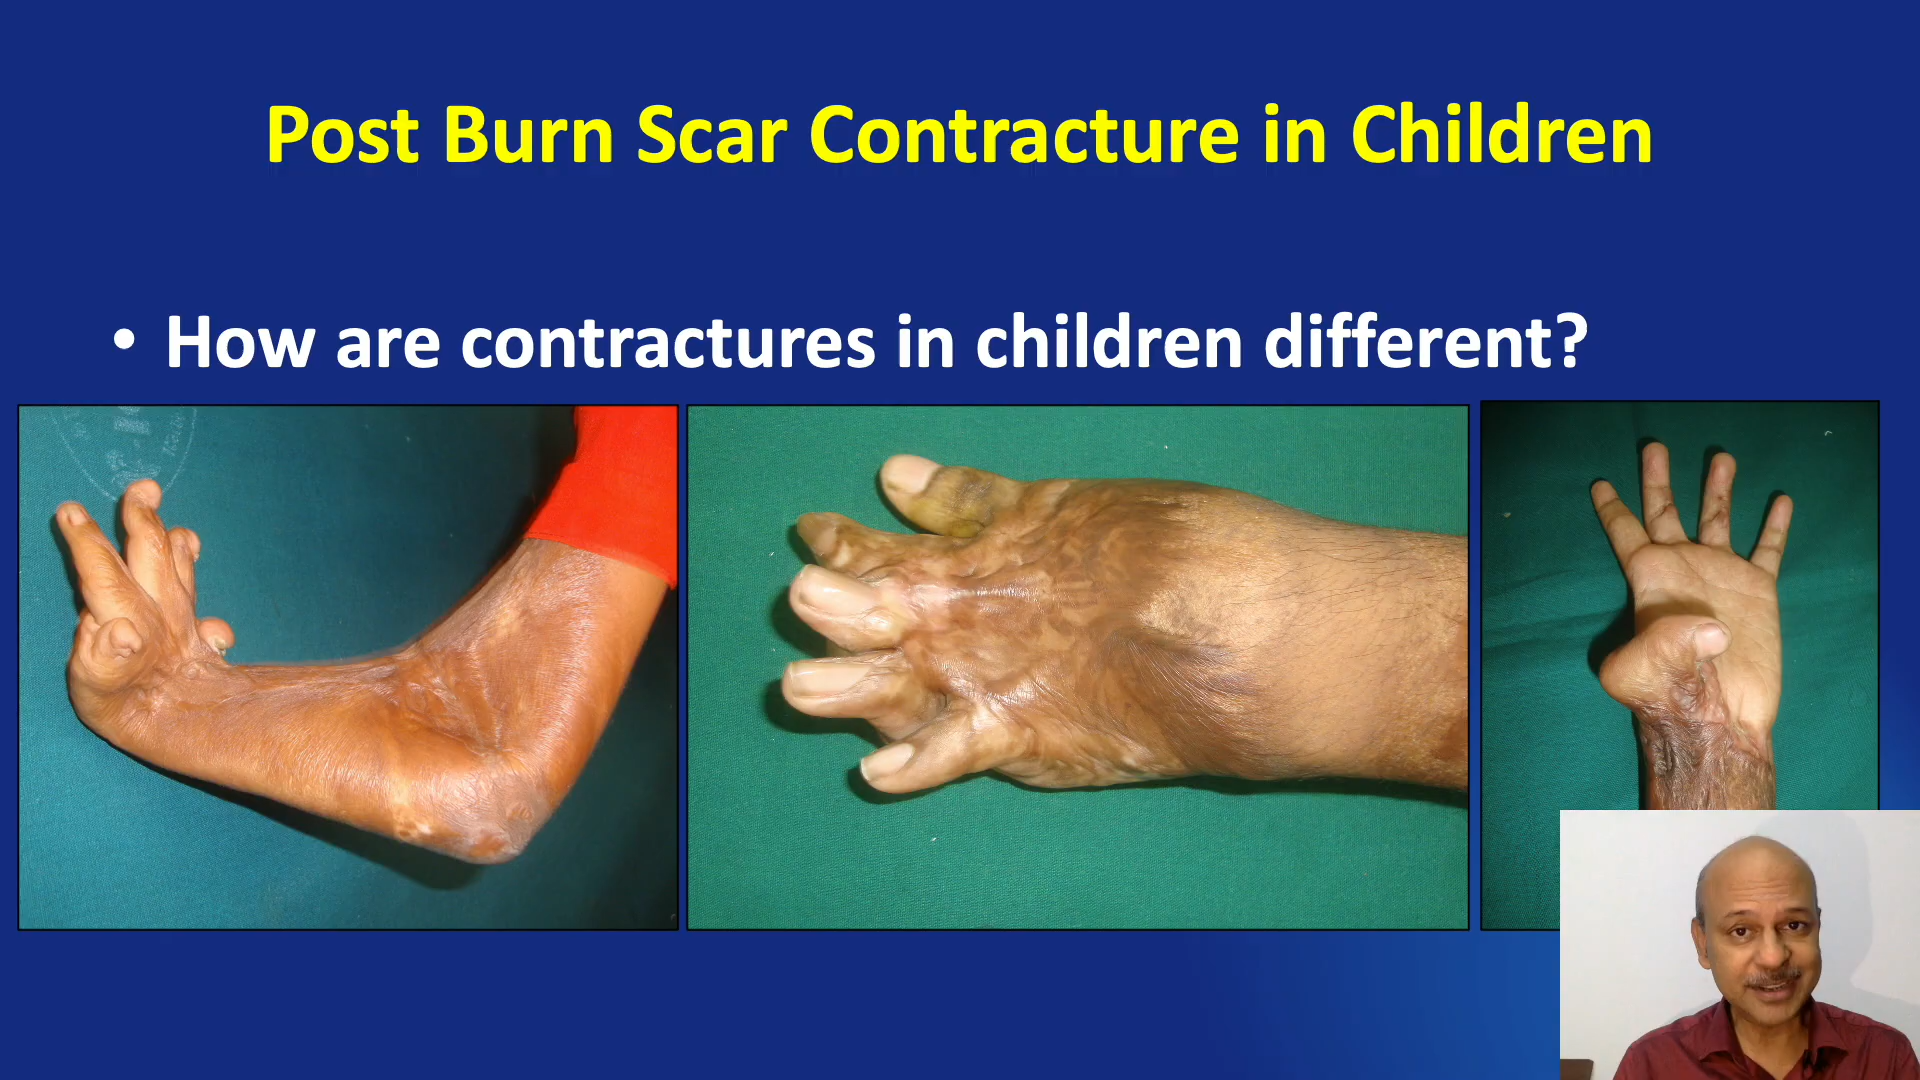 Post Burn Scar Contracture in Children
• How are contractures in children different?